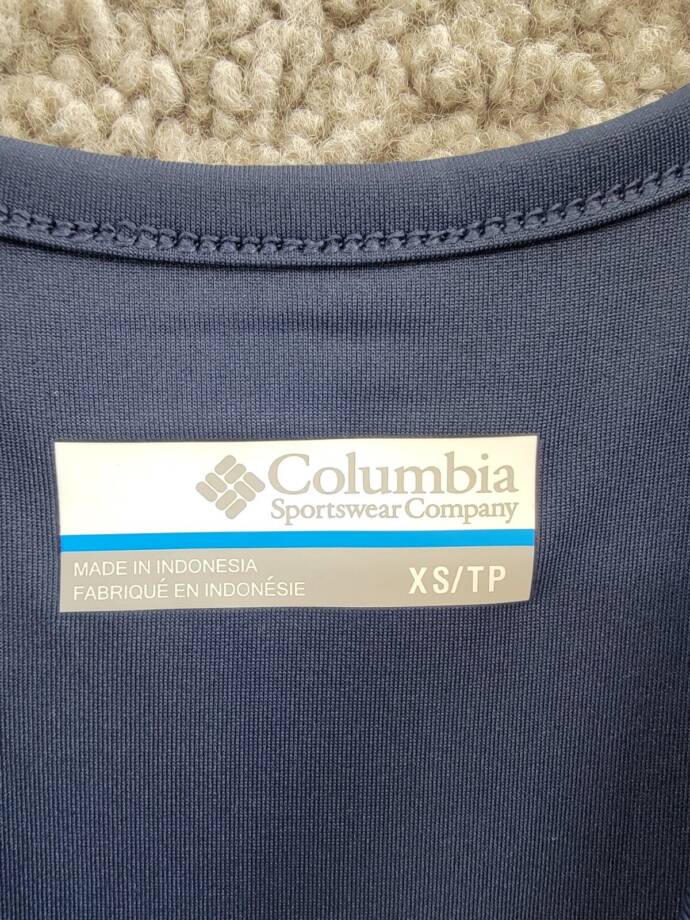 Columbia
Sportswear Company
MADE IN INDONESIA
FABRIQUÉ EN INDONÉSIE
XS/TP